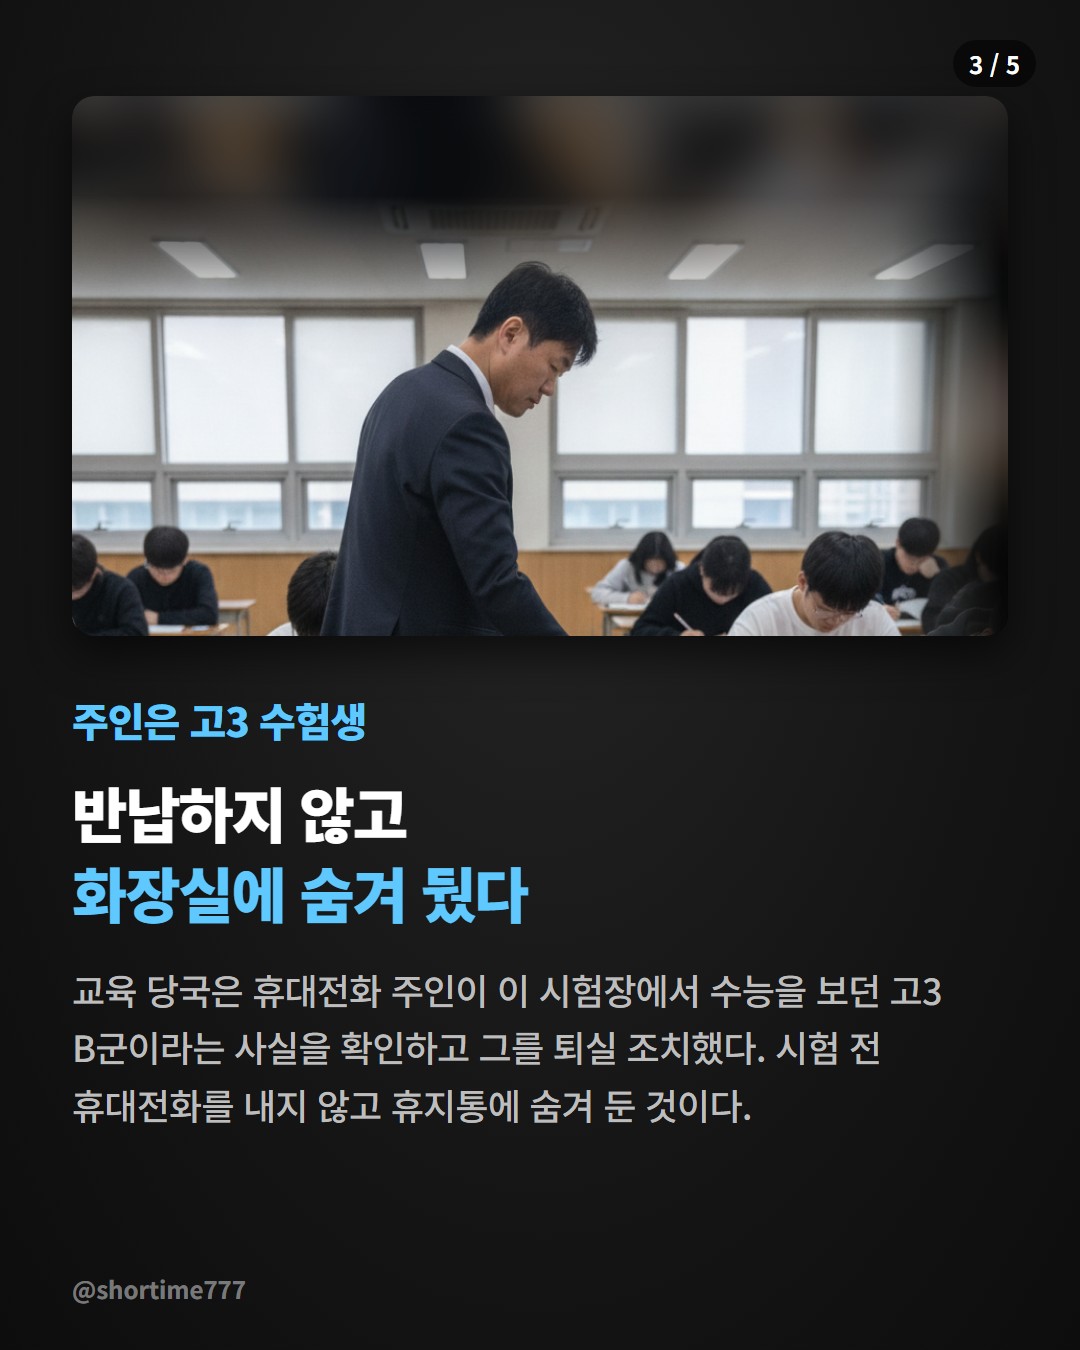 3 / 5
주인은 고3 수험생
반납하지 않고
화장실에 숨겨 뒀다
교육 당국은 휴대전화 주인이 이 시험장에서 수능을 보던 고3
B군이라는 사실을 확인하고 그를 퇴실 조치했다. 시험 전
휴대전화를 내지 않고 휴지통에 숨겨 둔 것이다.
@shortime777